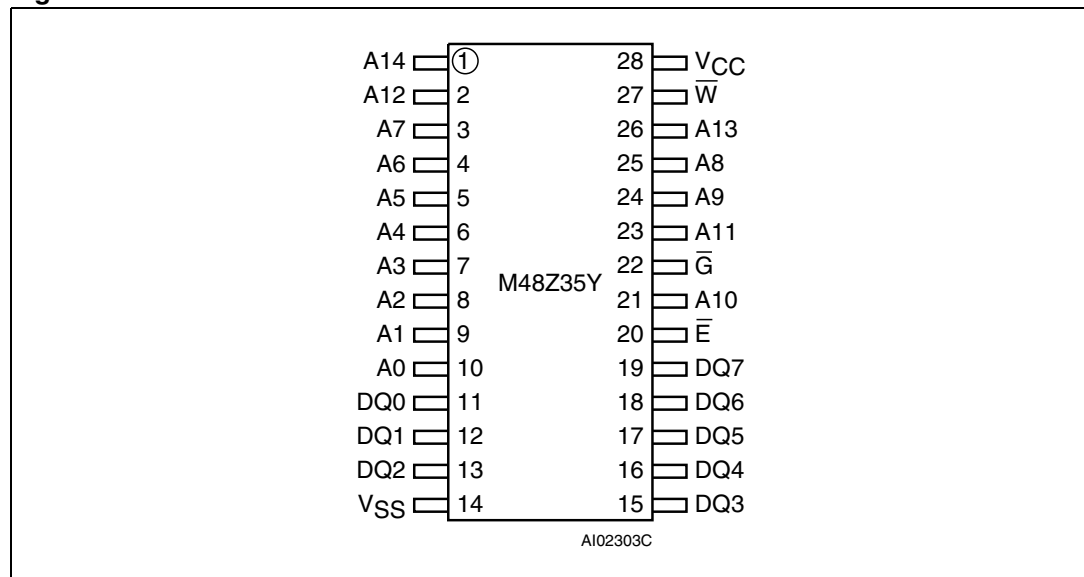 A14 1 28 VCC
A12 2 27 W̅
A7 3 26 A13
A6 4 25 A8
A5 5 24 A9
A4 6 23 A11
A3 7 22 G̅
M48Z35Y
A2 8 21 A10
A1 9 20 E̅
A0 10 19 DQ7
DQ0 11 18 DQ6
DQ1 12 17 DQ5
DQ2 13 16 DQ4
VSS 14 15 DQ3
AI02303C